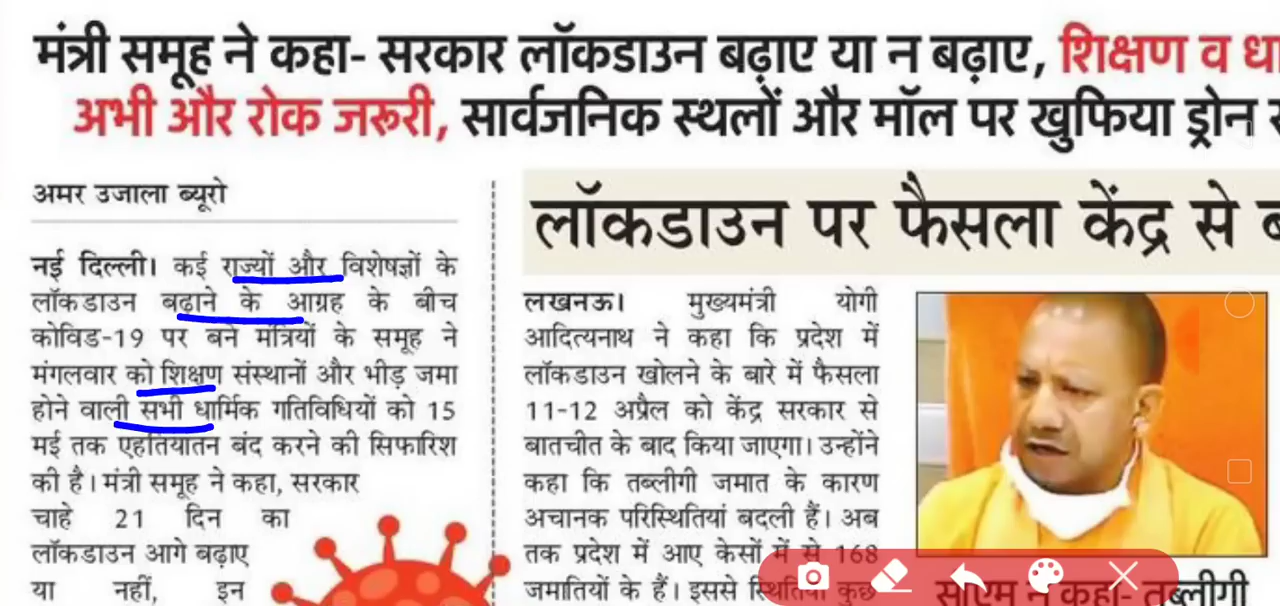 मंत्री समूह ने कहा- सरकार लॉकडाउन बढ़ाए या न बढ़ाए, शिक्षण व
अभी और रोक जरूरी, सार्वजनिक स्थलों और मॉल पर खुफिया ड्रोन
अमर उजाला ब्यूरो
नई दिल्ली। कई राज्यों और विशेषज्ञों के
लॉकडाउन बढ़ाने के आग्रह के बीच
कोविड-19 पर बने मंत्रियों के समूह ने
मंगलवार को शिक्षण संस्थानों और भीड़ जमा
होने वाली सभी धार्मिक गतिविधियों को 15
मई तक एहतियातन बंद करने की सिफारिश
की है। मंत्री समूह ने कहा, सरकार
चाहे 21 दिन का
लॉकडाउन आगे बढ़ाए
या नहीं, इन
लॉकडाउन पर फैसला केंद्र से
लखनऊ। मुख्यमंत्री योगी
आदित्यनाथ ने कहा कि प्रदेश में
लॉकडाउन खोलने के बारे में फैसला
11-12 अप्रैल को केंद्र सरकार से
बातचीत के बाद किया जाएगा। उन्होंने
कहा कि तब्लीगी जमात के कारण
अचानक परिस्थितियां बदली हैं। अब
तक प्रदेश में आए केसों में से 168
जमातियों के हैं। इससे स्थितियां कुछ
सीएम ने कहा- तब्लीगी